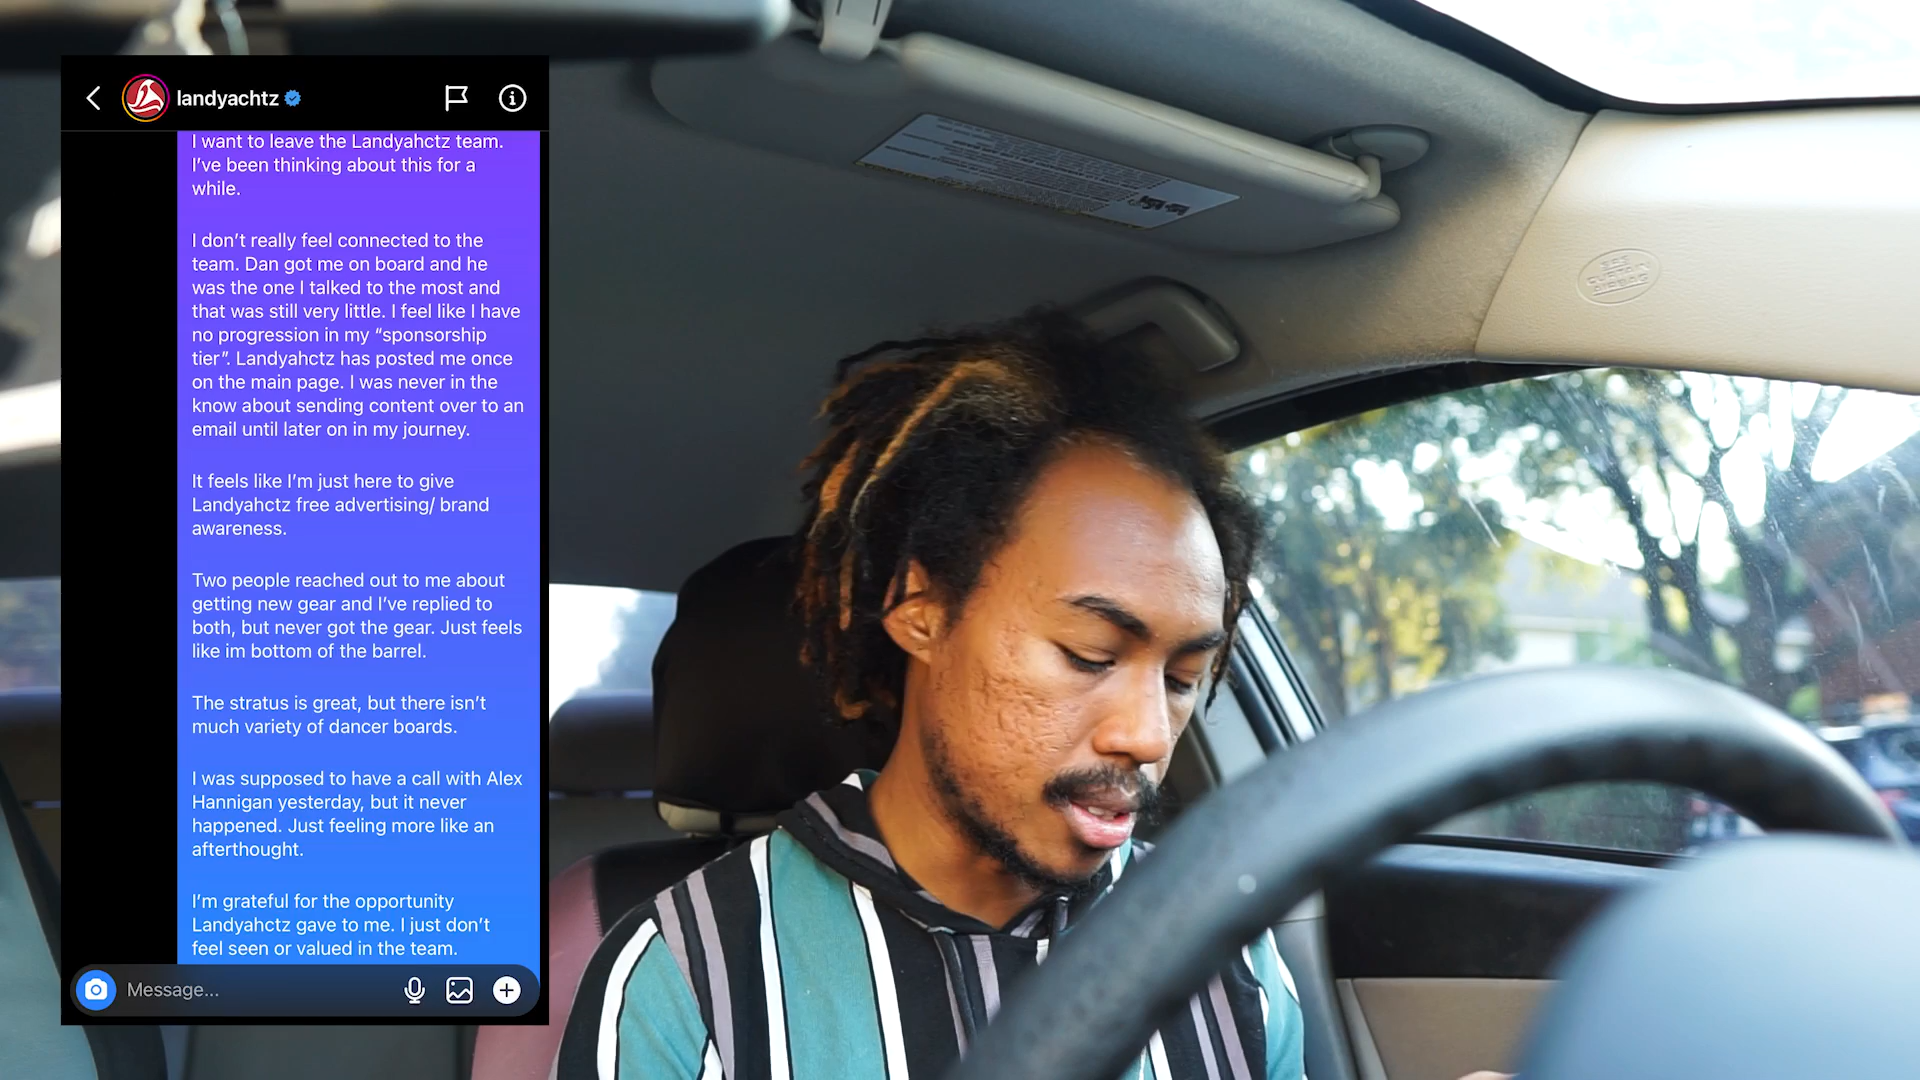 landyachtz
I want to leave the Landyahctz team.
I've been thinking about this for a
while.
I don't really feel connected to the
team. Dan got me on board and he
was the one I talked to the most and
that was still very little. I feel like I have
no progression in my “sponsorship
tier”. Landyahctz has posted me once
on the main page. I was never in the
know about sending content over to an
email until later on in my journey.
It feels like I'm just here to give
Landyahctz free advertising/ brand
awareness.
Two people reached out to me about
getting new gear and I've replied to
both, but never got the gear. Just feels
like im bottom of the barrel.
The stratus is great, but there isn't
much variety of dancer boards.
I was supposed to have a call with Alex
Hannigan yesterday, but it never
happened. Just feeling more like an
afterthought.
I'm grateful for the opportunity
Landyahctz gave to me. I just don't
feel seen or valued in the team.
Message...
SRS
CURTAIN
AIRBAG